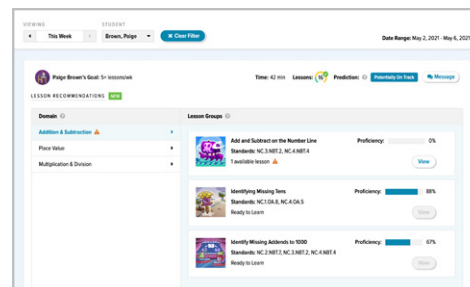 VIEWING
STUDENT
This Week
Brown, Paige
Clear Filter
Date Range: May 2, 2021 - May 6, 2021
Paige Brown's Goal: 5+ lessons/wk
Time: 42 min
Lessons:
Prediction:
Potentially On Track
Message
LESSON RECOMMENDATIONS
NEW
Domain
Lesson Groups
Addition & Subtraction
Place Value
Multiplication & Division
Add and Subtract on the Number Line
Standards: NC.3.NBT.2, NC.4.NBT.4
1 available lesson
Proficiency:
0%
View
Identifying Missing Tens
Standards: NC.1.OA.8, NC.4.OA.5
Ready to Learn
Proficiency:
88%
View
Identify Missing Addends to 1000
Standards: NC.2.NBT.7, NC.3.NBT.2, NC.4.NBT.4
Ready to Learn
Proficiency:
67%
View